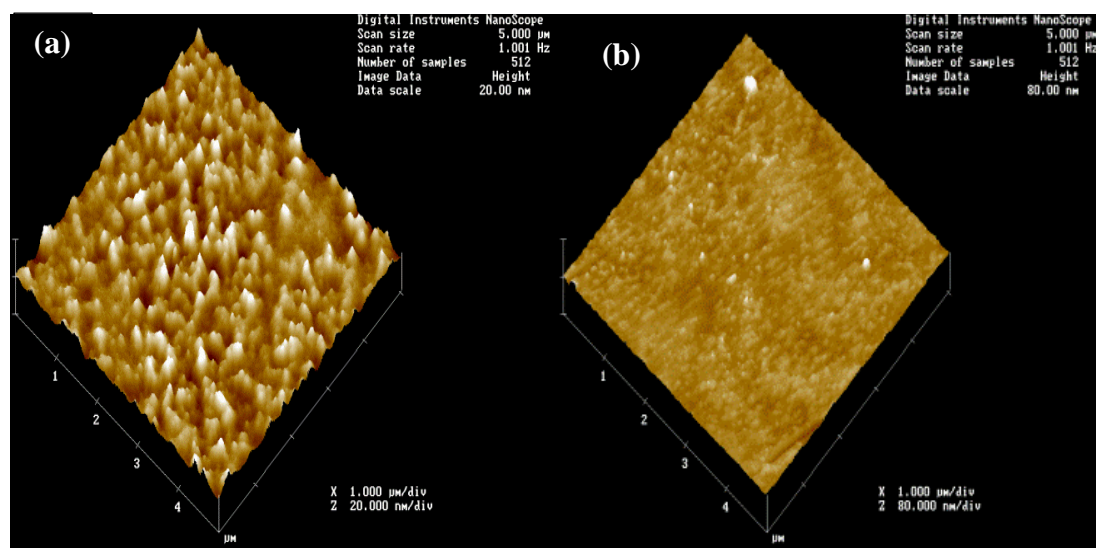 (a)
Digital Instruments NanoScope
Scan size 5.000 µm
Scan rate 1.001 Hz
Number of samples 512
Image Data Height
Data scale 20.00 nm
1
2
3
4
µm
X 1.000 µm/div
Z 20.000 nm/div
(b)
Digital Instruments NanoScope
Scan size 5.000 µm
Scan rate 1.001 Hz
Number of samples 512
Image Data Height
Data scale 80.00 nm
1
2
3
4
µm
X 1.000 µm/div
Z 80.000 nm/div